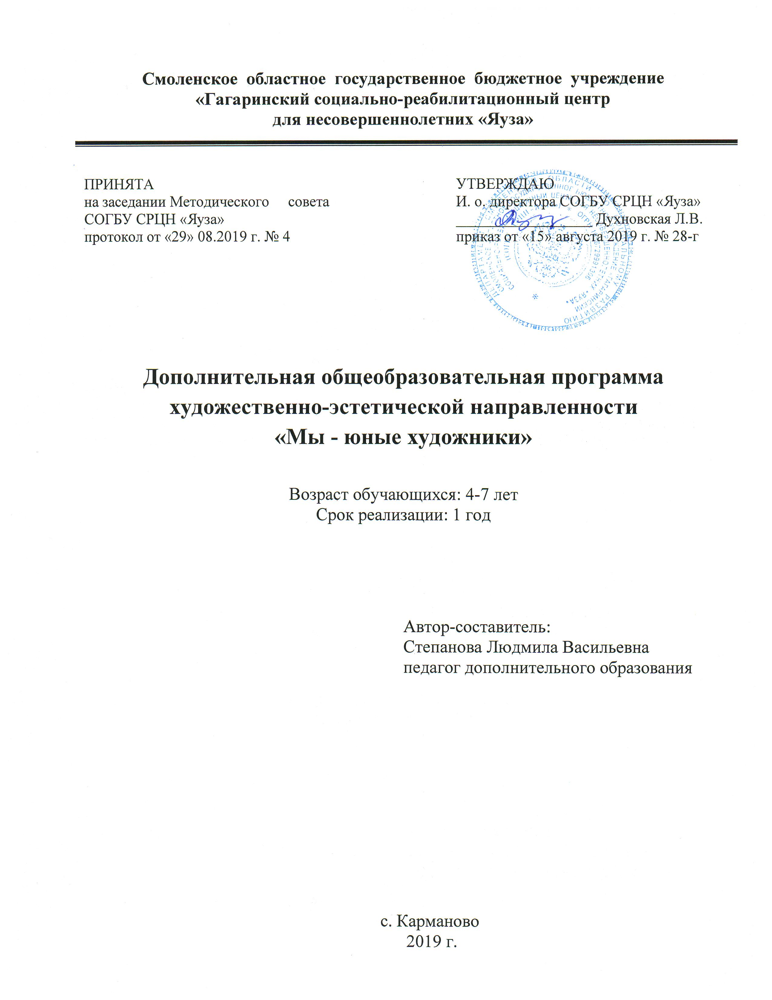 Смоленское областное государственное бюджетное учреждение
«Гагаринский социально-реабилитационный центр
для несовершеннолетних «Яуза»
ПРИНЯТА
на заседании Методического совета
СОГБУ СРЦН «Яуза»
протокол от «29» 08.2019 г. № 4
УТВЕРЖДАЮ
И. о. директора СОГБУ СРЦН «Яуза»
Духновская Л.В.
приказ от «15» августа 2019 г. № 28-г
Дополнительная общеобразовательная программа
художественно-эстетической направленности
«Мы - юные художники»
Возраст обучающихся: 4-7 лет
Срок реализации: 1 год
Автор-составитель:
Степанова Людмила Васильевна
педагог дополнительного образования
с. Карманово
2019 г.